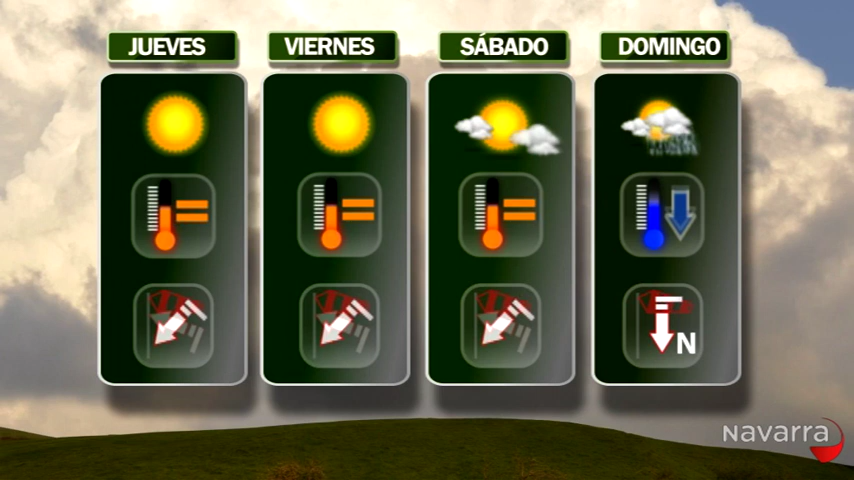 JUEVES
VIERNES
SÁBADO
DOMINGO
N
Navarra